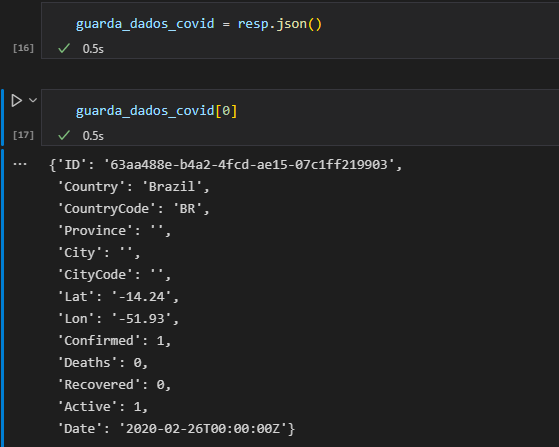 guarda_dados_covid = resp.json()
[16] 0.5s
guarda_dados_covid[0]
[17] 0.5s
... {'ID': '63aa488e-b4a2-4fcd-ae15-07c1ff219903',
'Country': 'Brazil',
'CountryCode': 'BR',
'Province': '',
'City': '',
'CityCode': '',
'Lat': '-14.24',
'Lon': '-51.93',
'Confirmed': 1,
'Deaths': 0,
'Recovered': 0,
'Active': 1,
'Date': '2020-02-26T00:00:00Z'}